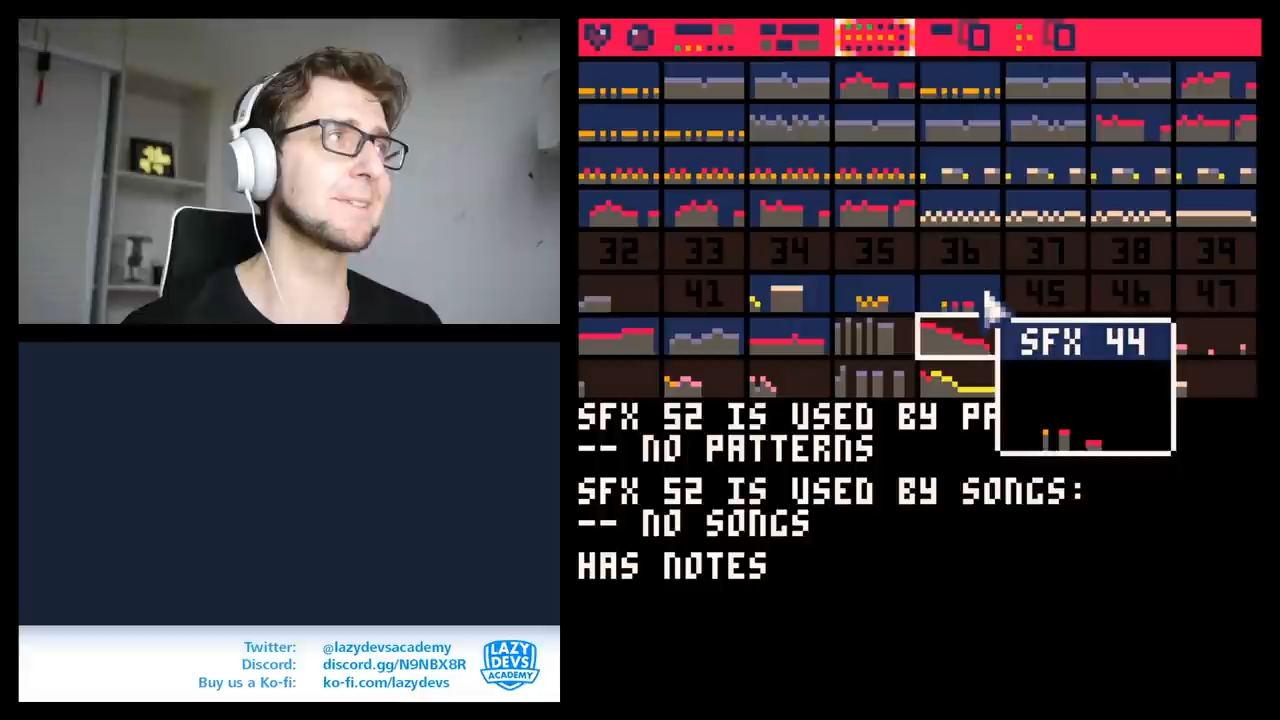 32 33 34 35 36 37 38 39
41 45 46 47
SFX 44
SFX 52 IS USED BY PA
-- NO PATTERNS
SFX 52 IS USED BY SONGS:
-- NO SONGS
HAS NOTES
Twitter: @lazydevsacademy
Discord: discord.gg/N9NBX8R
Buy us a Ko-fi: ko-fi.com/lazydevs
LAZY
DEVS
ACADEMY